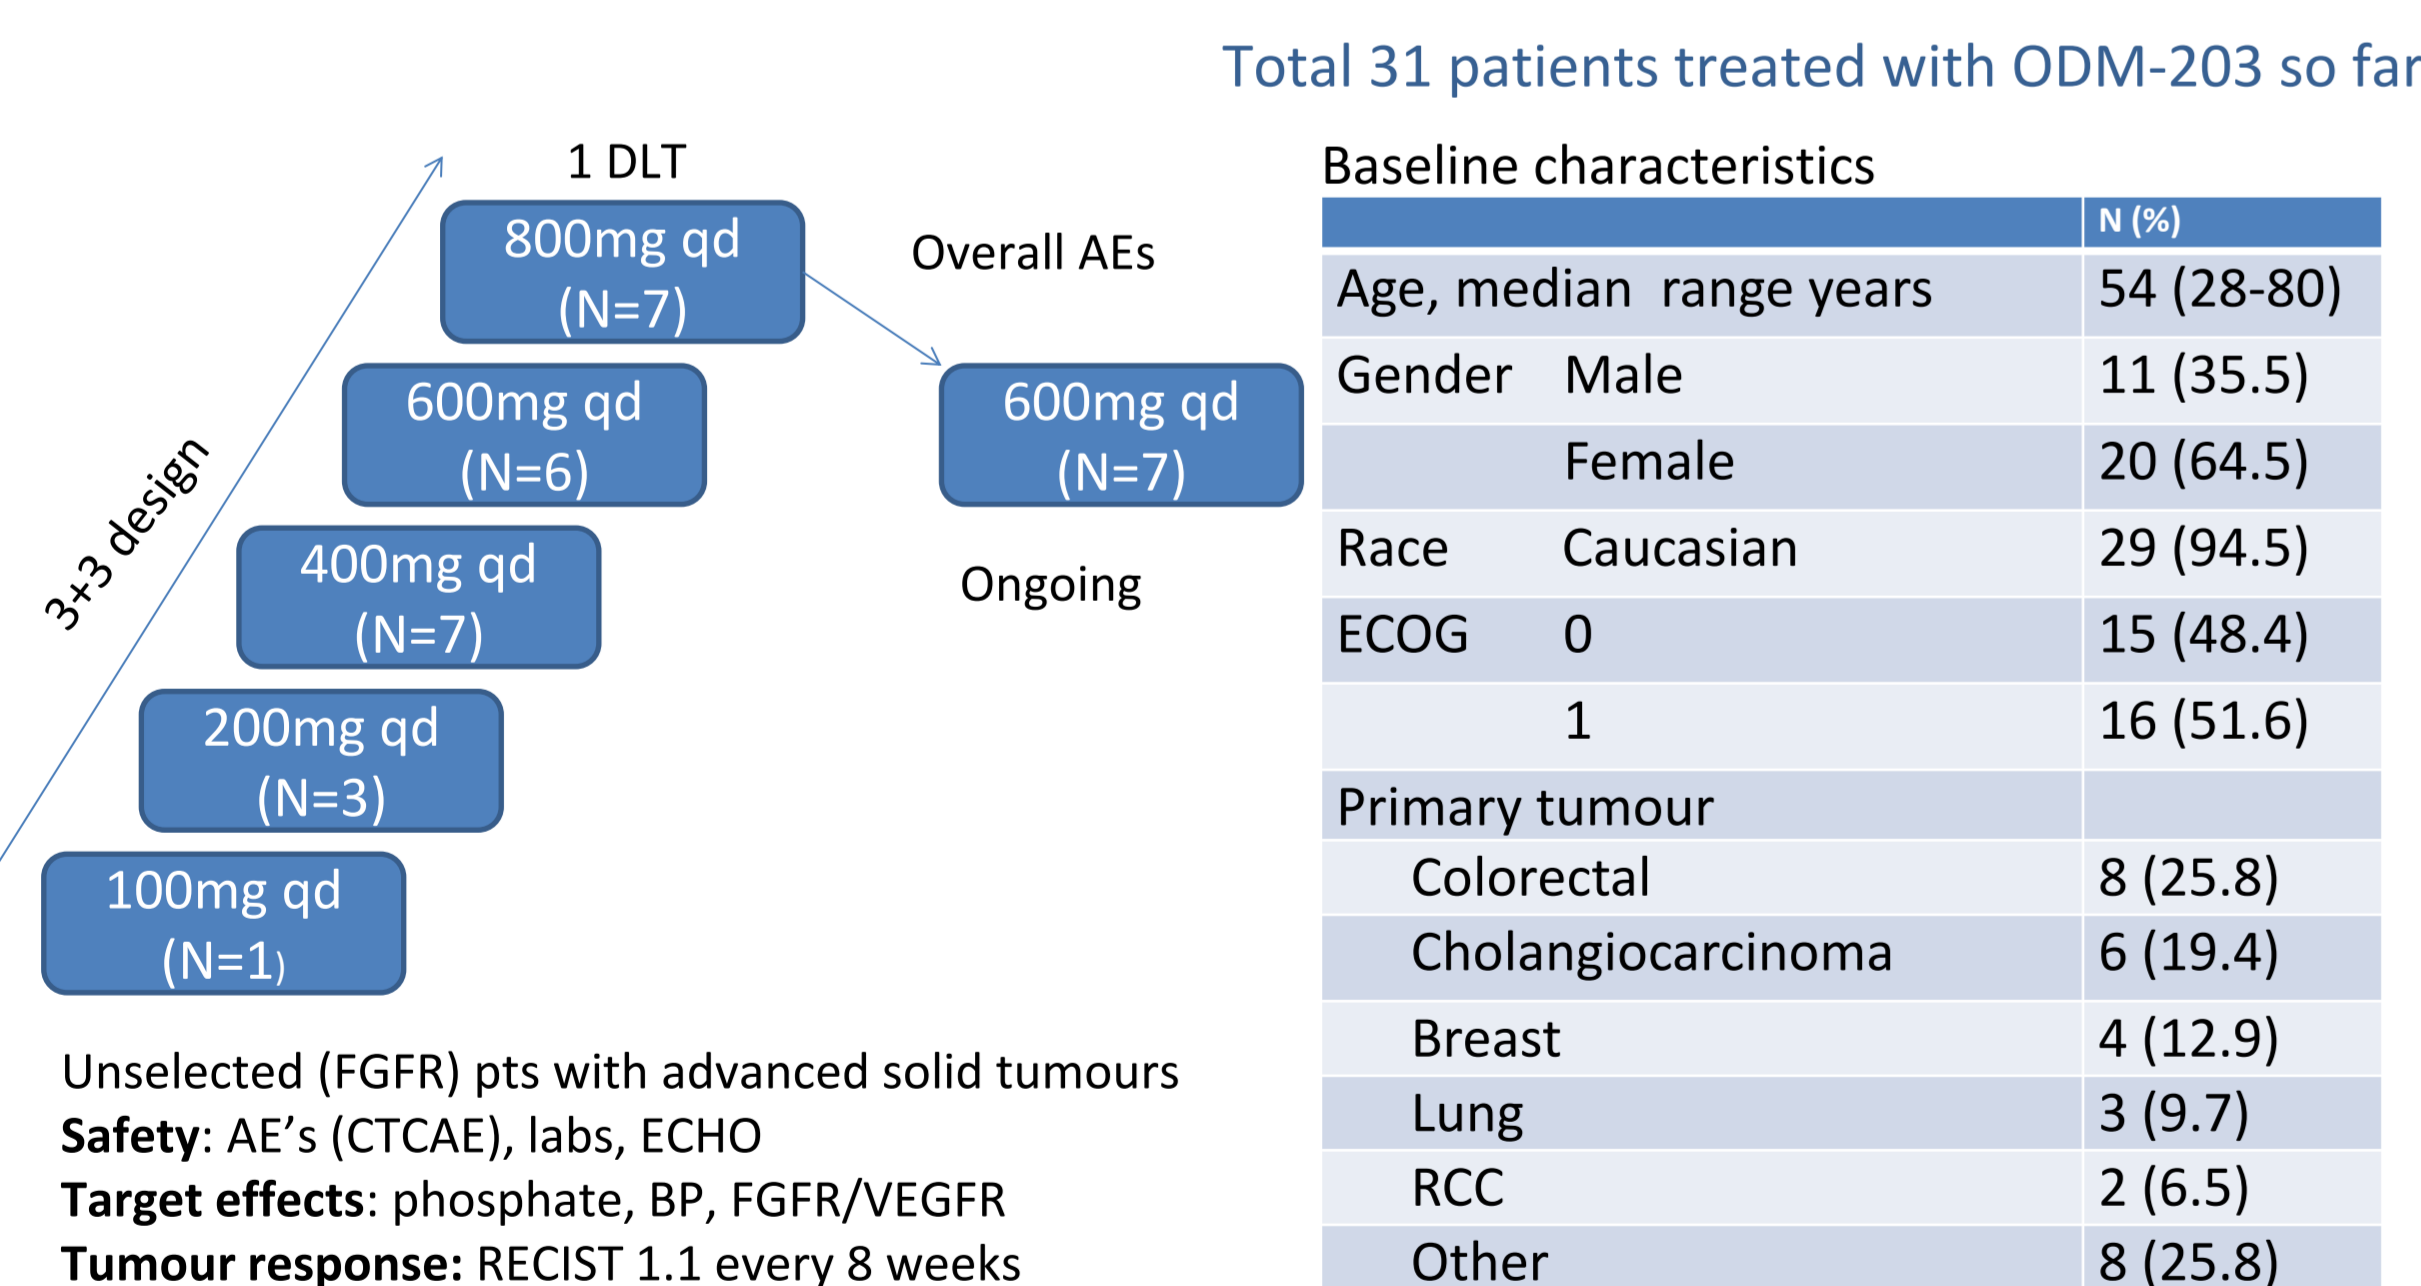 Total 31 patients treated with ODM-203 so far
1 DLT
800mg qd
(N=7)
Overall AEs
600mg qd
(N=6)
600mg qd
(N=7)
3+3 design
400mg qd
(N=7)
Ongoing
200mg qd
(N=3)
100mg qd
(N=1)
Unselected (FGFR) pts with advanced solid tumours
Safety: AE’s (CTCAE), labs, ECHO
Target effects: phosphate, BP, FGFR/VEGFR
Tumour response: RECIST 1.1 every 8 weeks
Baseline characteristics
N (%)
Age, median range years 54 (28-80)
Gender Male 11 (35.5)
Female 20 (64.5)
Race Caucasian 29 (94.5)
ECOG 0 15 (48.4)
1 16 (51.6)
Primary tumour
Colorectal 8 (25.8)
Cholangiocarcinoma 6 (19.4)
Breast 4 (12.9)
Lung 3 (9.7)
RCC 2 (6.5)
Other 8 (25.8)